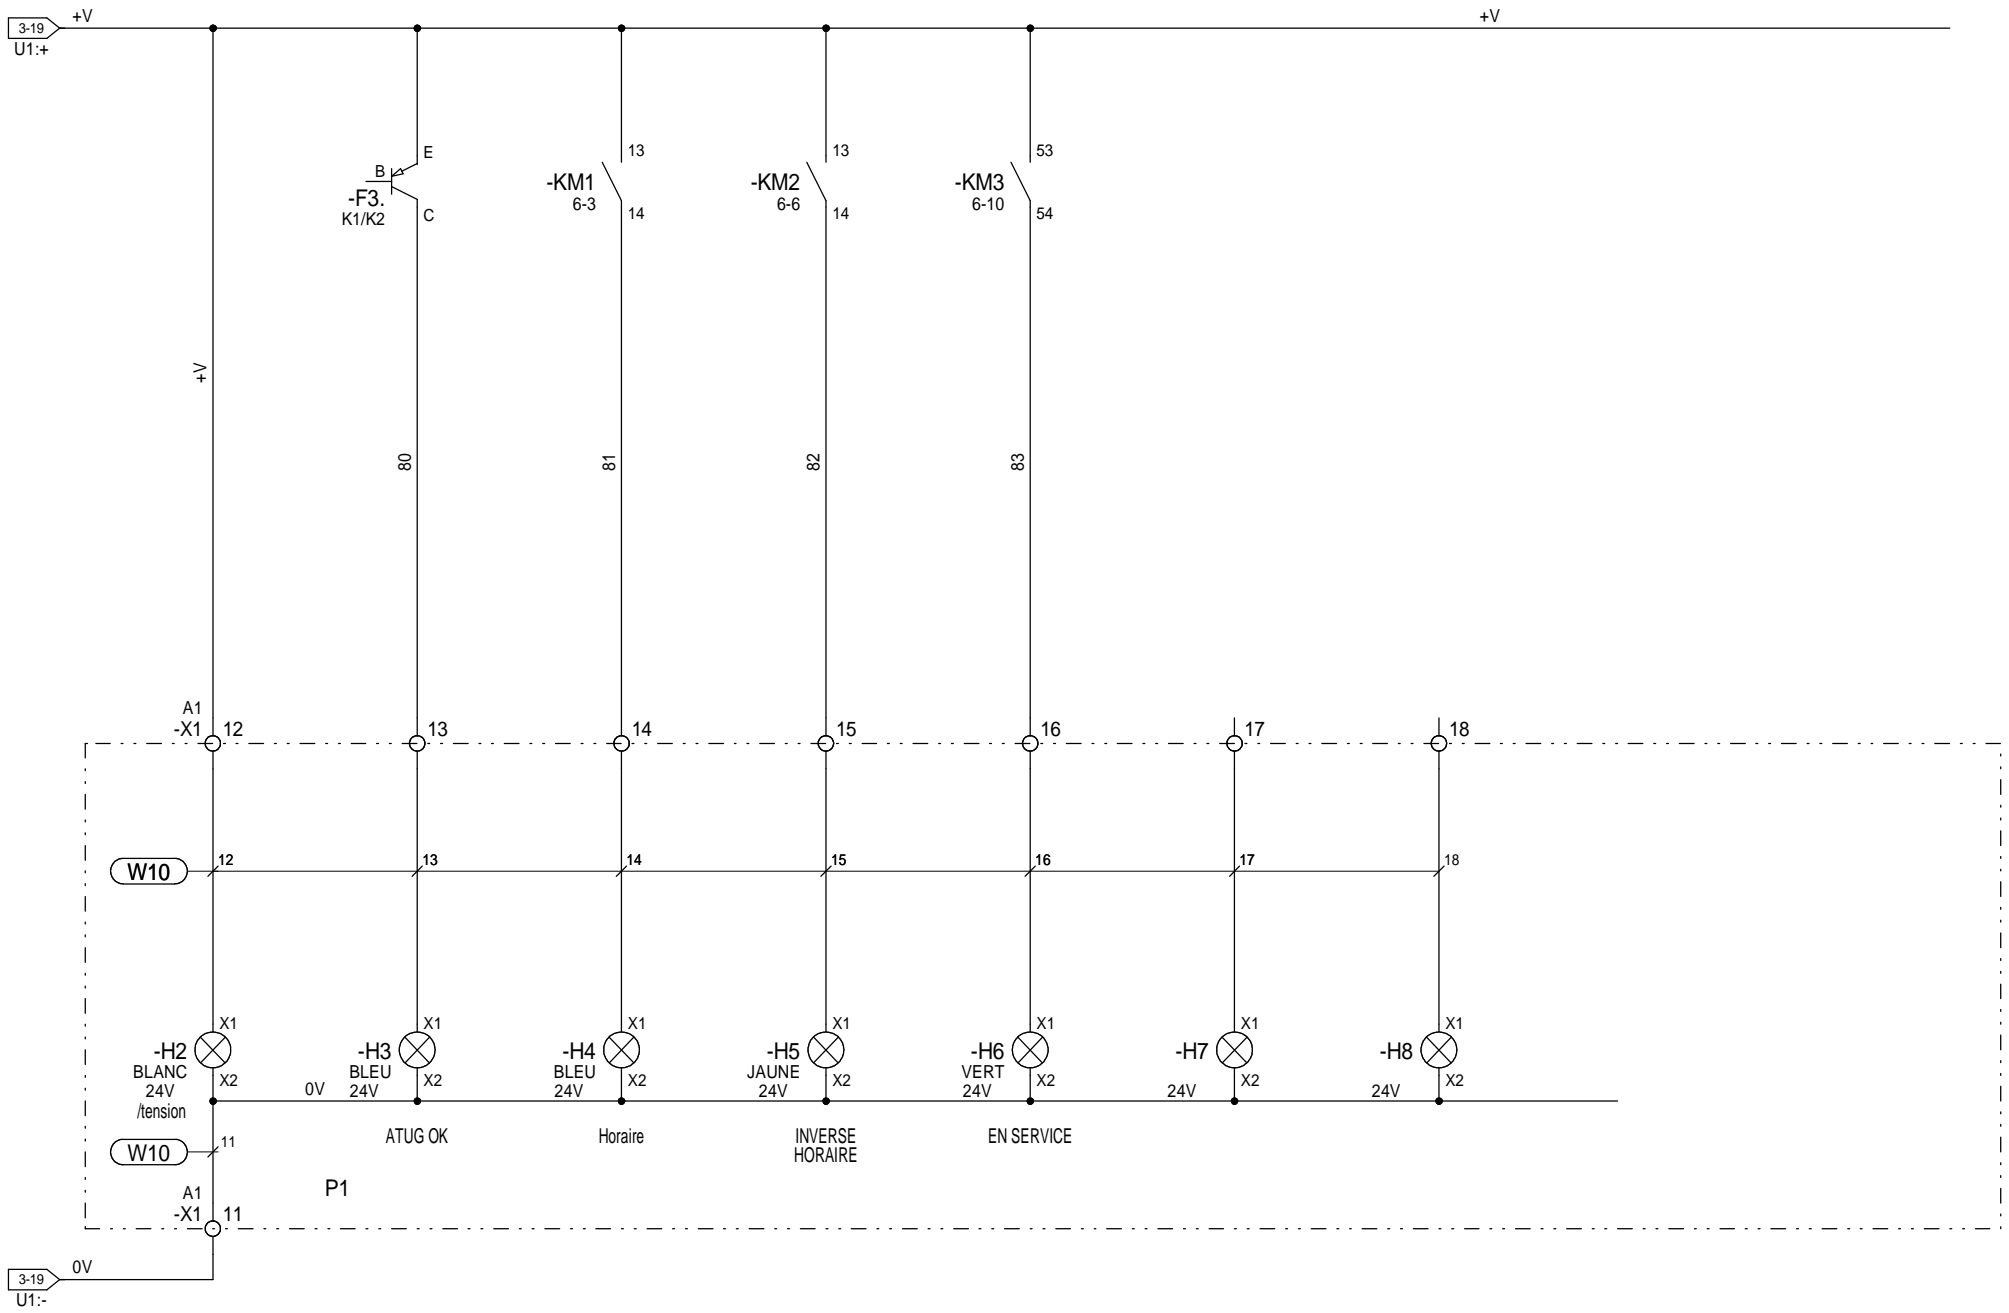 +V
+V
3-19
U1:+
E
B
-F3.
K1/K2
C
13
-KM1
6-3
14
13
-KM2
6-6
14
53
-KM3
6-10
54
+V
80
81
82
83
A1
-X1
12
13
14
15
16
17
18
W10
12
13
14
15
16
17
18
X1
-H2
BLANC
24V
/tension
X2
0V
X1
-H3
BLEU
24V
X2
X1
-H4
BLEU
24V
X2
X1
-H5
JAUNE
24V
X2
X1
-H6
VERT
24V
X2
X1
-H7
24V
X2
X1
-H8
24V
X2
ATUG OK
Horaire
INVERSE
HORAIRE
EN SERVICE
W10
11
P1
A1
-X1
11
0V
3-19
U1:-